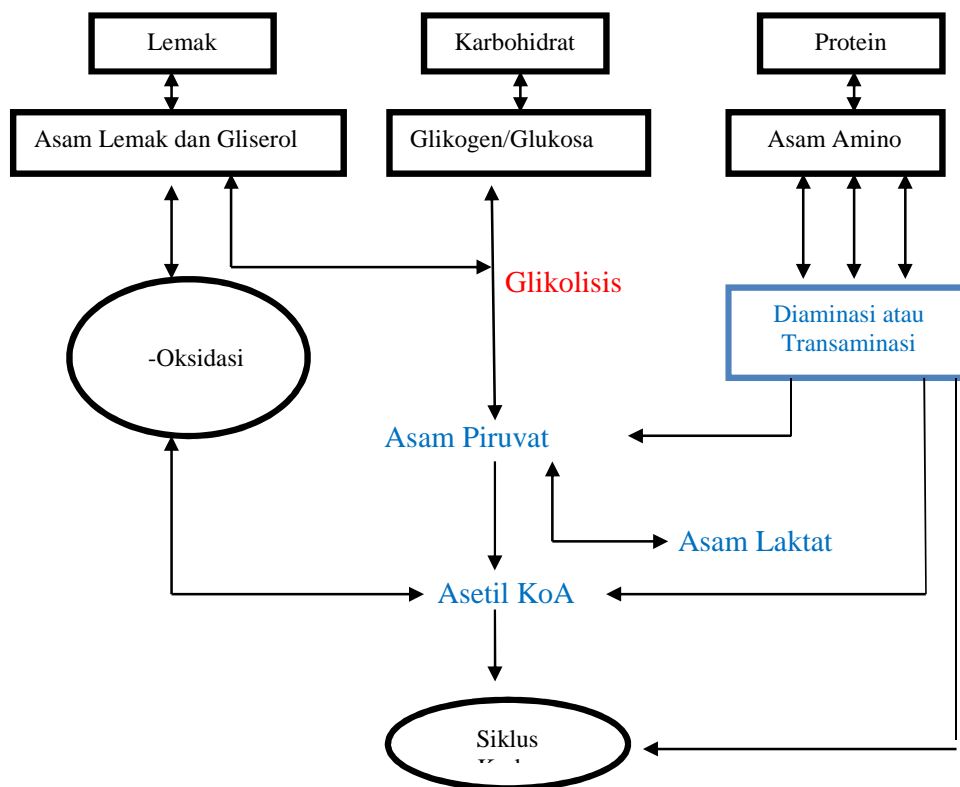 Lemak
Karbohidrat
Protein
Asam Lemak dan Gliserol
Glikogen/Glukosa
Asam Amino
Glikolisis
Diaminasi atau
Transaminasi
-Oksidasi
Asam Piruvat
Asam Laktat
Asetil KoA
Siklus